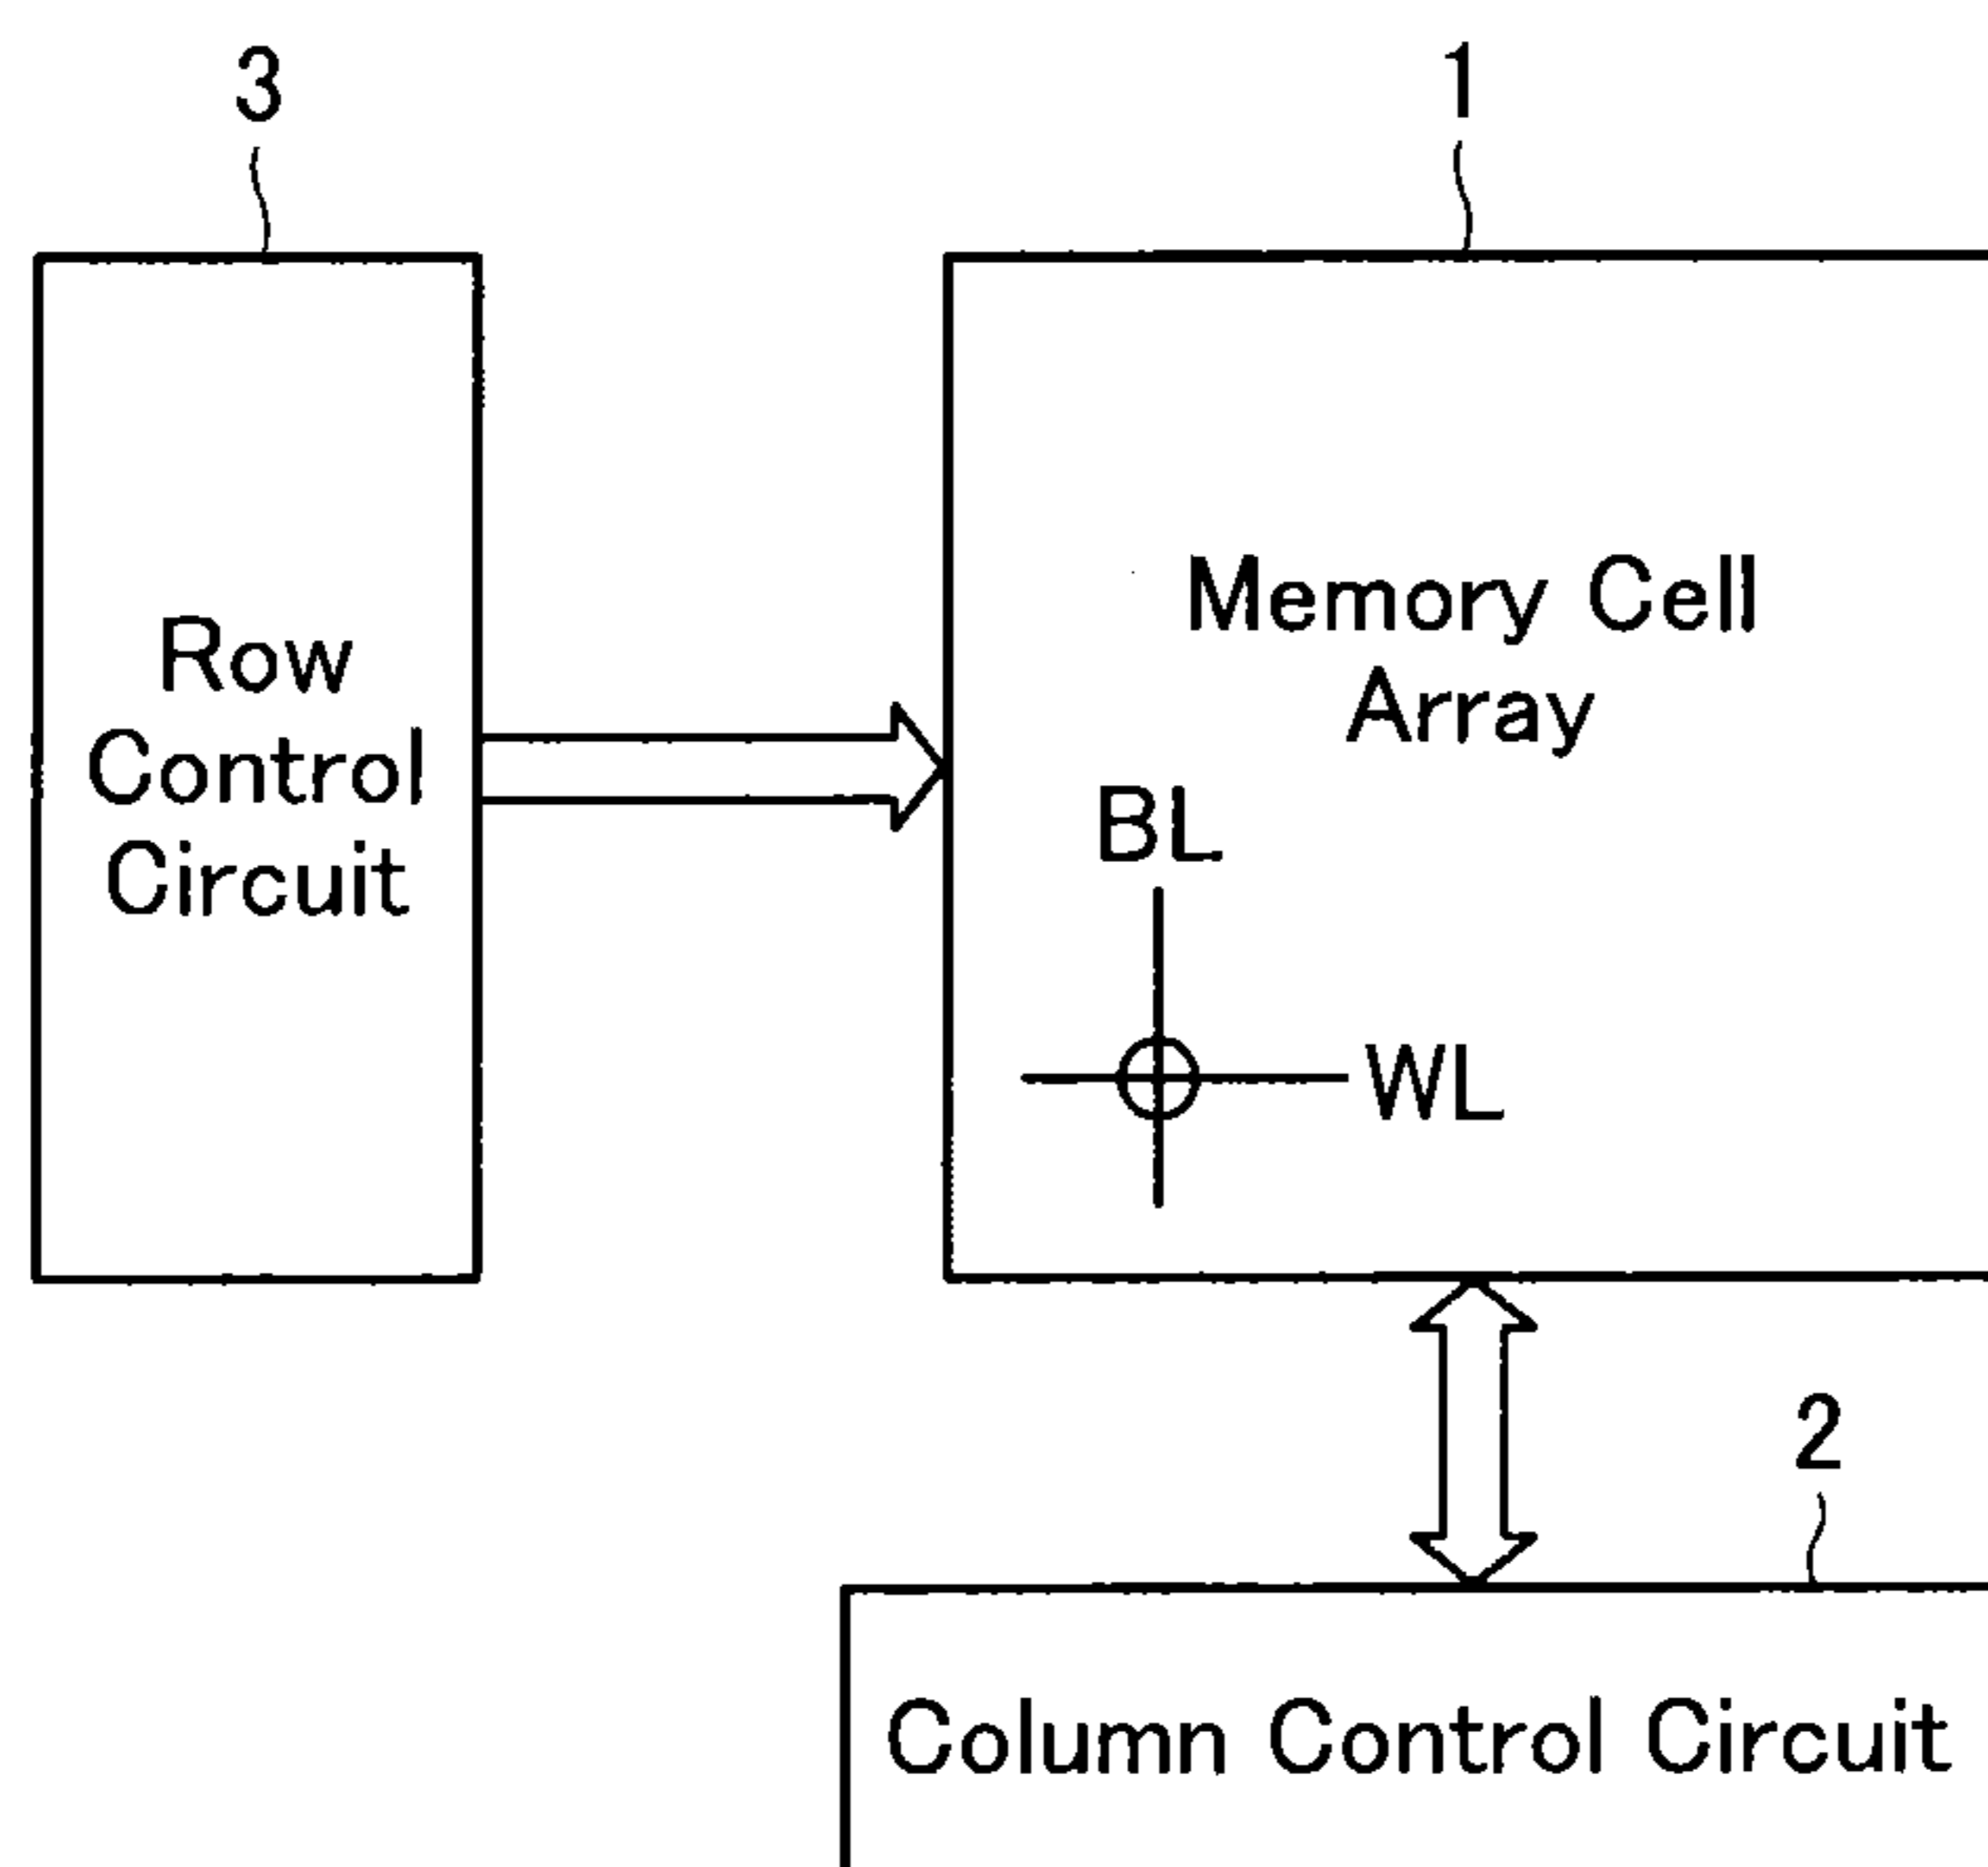 3
1
Row
Control
Circuit
Memory Cell
Array
BL
WL
2
Column Control Circuit